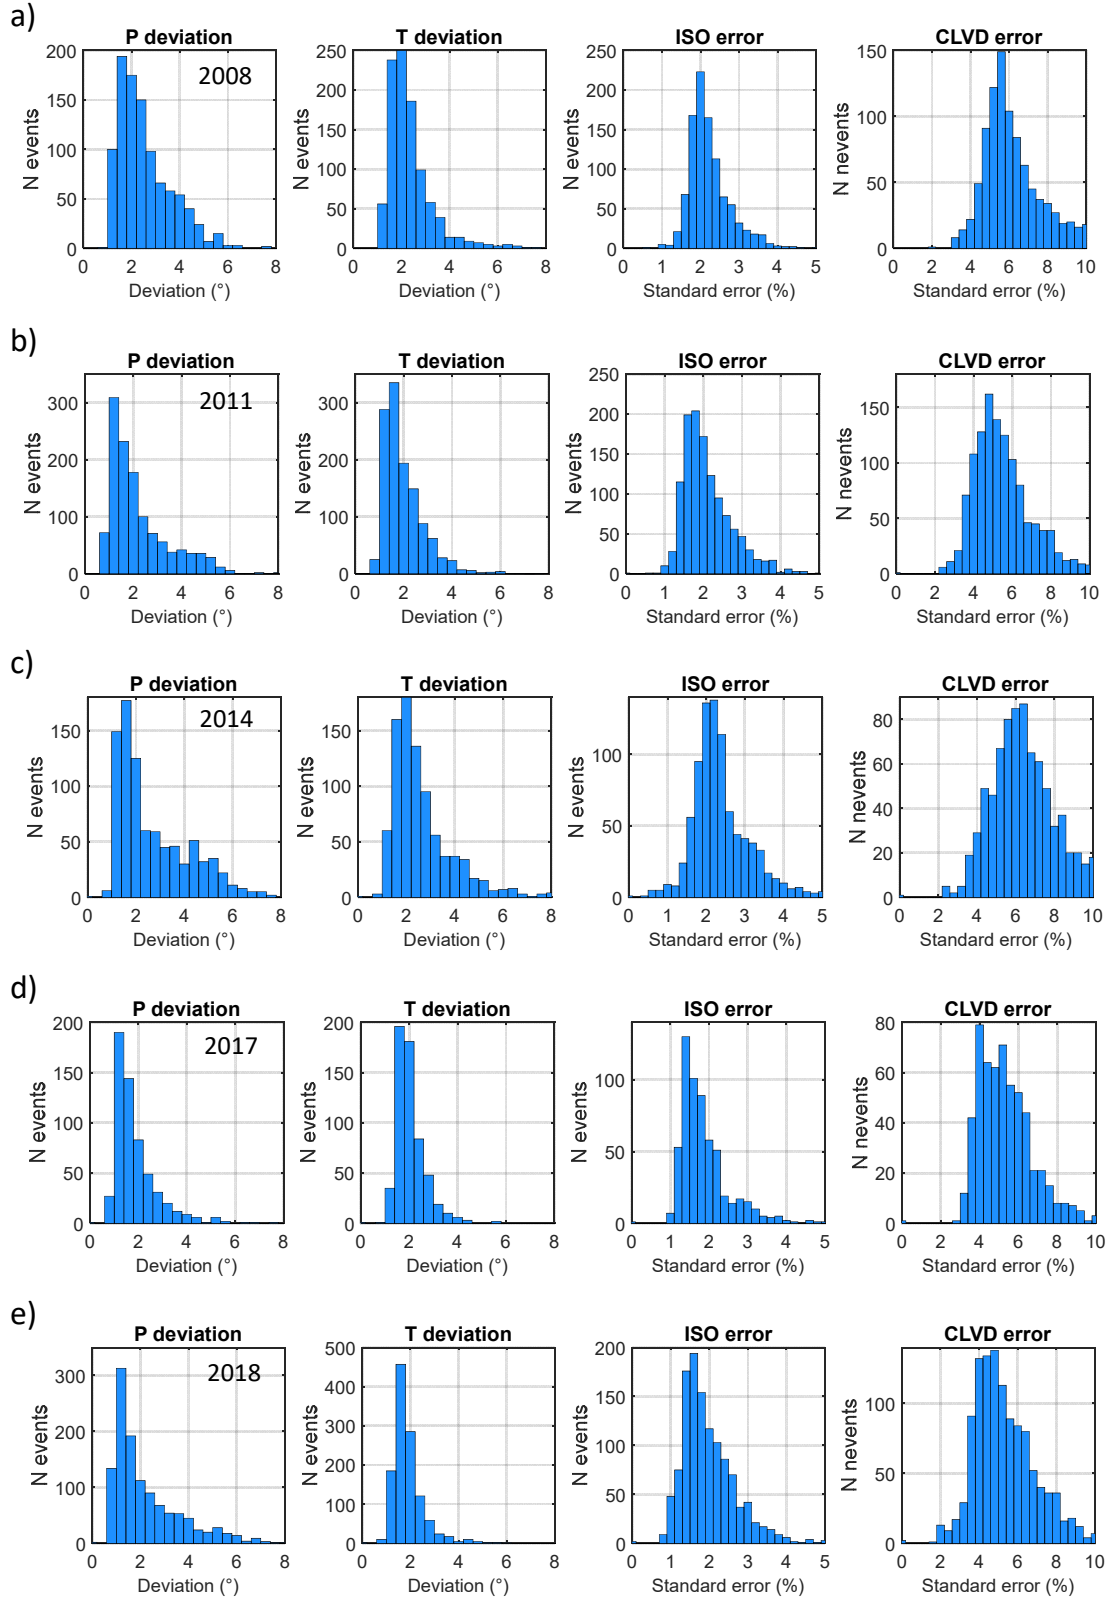 a)
P deviation T deviation ISO error CLVD error
2008
N events N events N events N nevents
200 150 100 50 0
250 200 150 100 50 0
250 200 150 100 50 0
150 100 50 0
0 2 4 6 8 0 2 4 6 8 0 1 2 3 4 5 0 2 4 6 8 10
Deviation (°) Deviation (°) Standard error (%) Standard error (%)
b)
P deviation T deviation ISO error CLVD error
2011
N events N events N events N nevents
300 200 100 0
300 200 100 0
250 200 150 100 50 0
150 100 50 0
0 2 4 6 8 0 2 4 6 8 0 1 2 3 4 5 0 2 4 6 8 10
Deviation (°) Deviation (°) Standard error (%) Standard error (%)
c)
P deviation T deviation ISO error CLVD error
2014
N events N events N events N nevents
150 100 50 0
150 100 50 0
100 50 0
80 60 40 20 0
0 2 4 6 8 0 2 4 6 8 0 1 2 3 4 5 0 2 4 6 8 10
Deviation (°) Deviation (°) Standard error (%) Standard error (%)
d)
P deviation T deviation ISO error CLVD error
2017
N events N events N events N nevents
200 150 100 50 0
200 150 100 50 0
100 50 0
80 60 40 20 0
0 2 4 6 8 0 2 4 6 8 0 1 2 3 4 5 0 2 4 6 8 10
Deviation (°) Deviation (°) Standard error (%) Standard error (%)
e)
P deviation T deviation ISO error CLVD error
2018
N events N events N events N nevents
300 200 100 0
500 400 300 200 100 0
200 150 100 50 0
100 50 0
0 2 4 6 8 0 2 4 6 8 0 1 2 3 4 5 0 2 4 6 8 10
Deviation (°) Deviation (°) Standard error (%) Standard error (%)